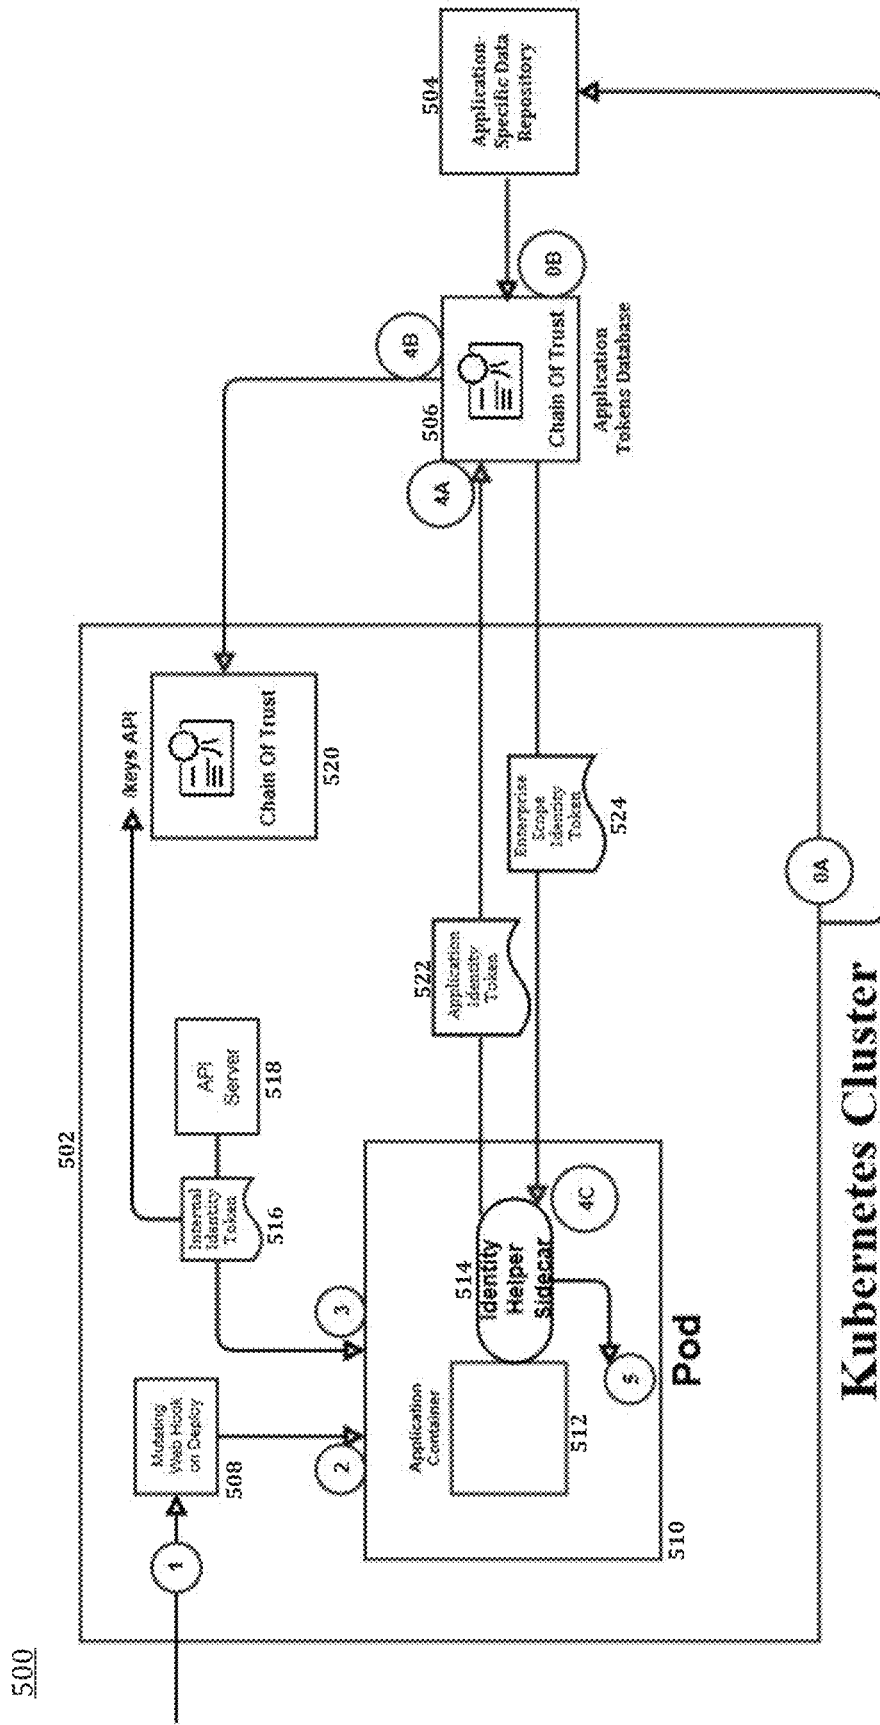 500
502
1
Mutating
Web Hook
on Deploy
508
2
3
Internal
Identity
Token
516
API
Server
518
/keys API
Chain Of Trust
520
4B
4A
506
Chain Of Trust
Application
Tokens Database
0B
504
Application-
Specific Data
Repository
Application
Container
512
514
Identity
Helper
Sidecar
4C
5
Pod
510
522
Application
Identity
Token
Enterprise
Scope
Identity
Token
524
0A
Kubernetes Cluster